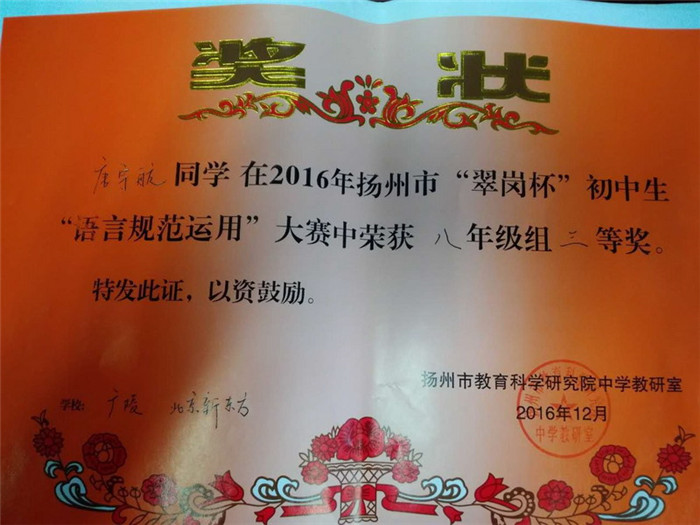 奖状
唐宇航同学在2016年扬州市“翠岗杯”初中生
“语言规范运用”大赛中荣获八年级组三等奖。
特发此证，以资鼓励。
扬州市教育科学研究院中学教研室
2016年12月
中学教研室
学校：广陵 北京新东方